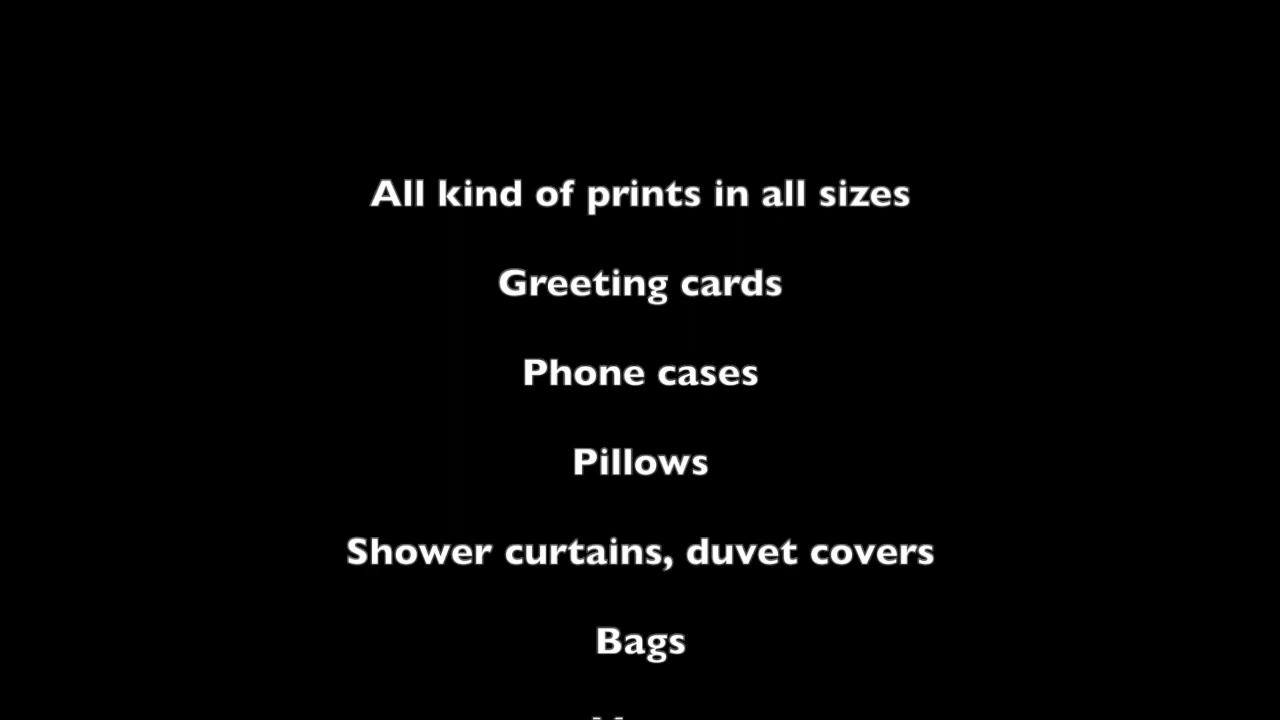 All kind of prints in all sizes
Greeting cards
Phone cases
Pillows
Shower curtains, duvet covers
Bags